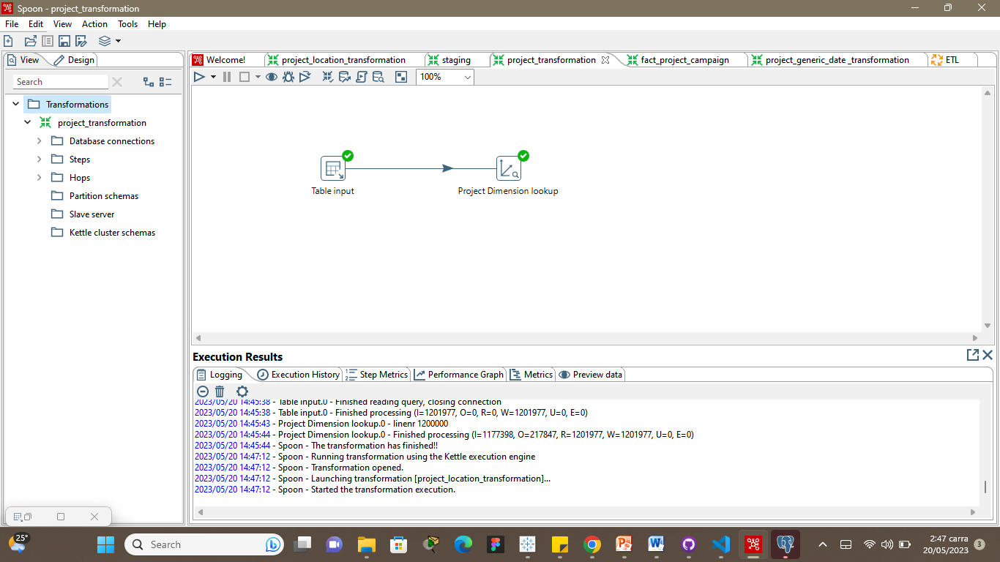 Spoon - project_transformation
File Edit View Action Tools Help
View Design
Welcome! project_location_transformation staging project_transformation fact_project_campaign project_generic_date _transformation ETL
100%
Search
Transformations
project_transformation
Database connections
Steps
Hops
Partition schemas
Slave server
Kettle cluster schemas
Table input
Project Dimension lookup
Execution Results
Logging Execution History Step Metrics Performance Graph Metrics Preview data
2023/05/20 14:45:38 - Table input.0 - Finished reading query, closing connection
2023/05/20 14:45:38 - Table input.0 - Finished processing (I=1201977, O=0, R=0, W=1201977, U=0, E=0)
2023/05/20 14:45:43 - Project Dimension lookup.0 - linenr 1200000
2023/05/20 14:45:44 - Project Dimension lookup.0 - Finished processing (I=1177398, O=217847, R=1201977, W=1201977, U=0, E=0)
2023/05/20 14:45:44 - Spoon - The transformation has finished!!
2023/05/20 14:47:12 - Spoon - Running transformation using the Kettle execution engine
2023/05/20 14:47:12 - Spoon - Transformation opened.
2023/05/20 14:47:12 - Spoon - Launching transformation [project_location_transformation]...
2023/05/20 14:47:12 - Spoon - Started the transformation execution.
25°
Search
2:47 carra
20/05/2023
3